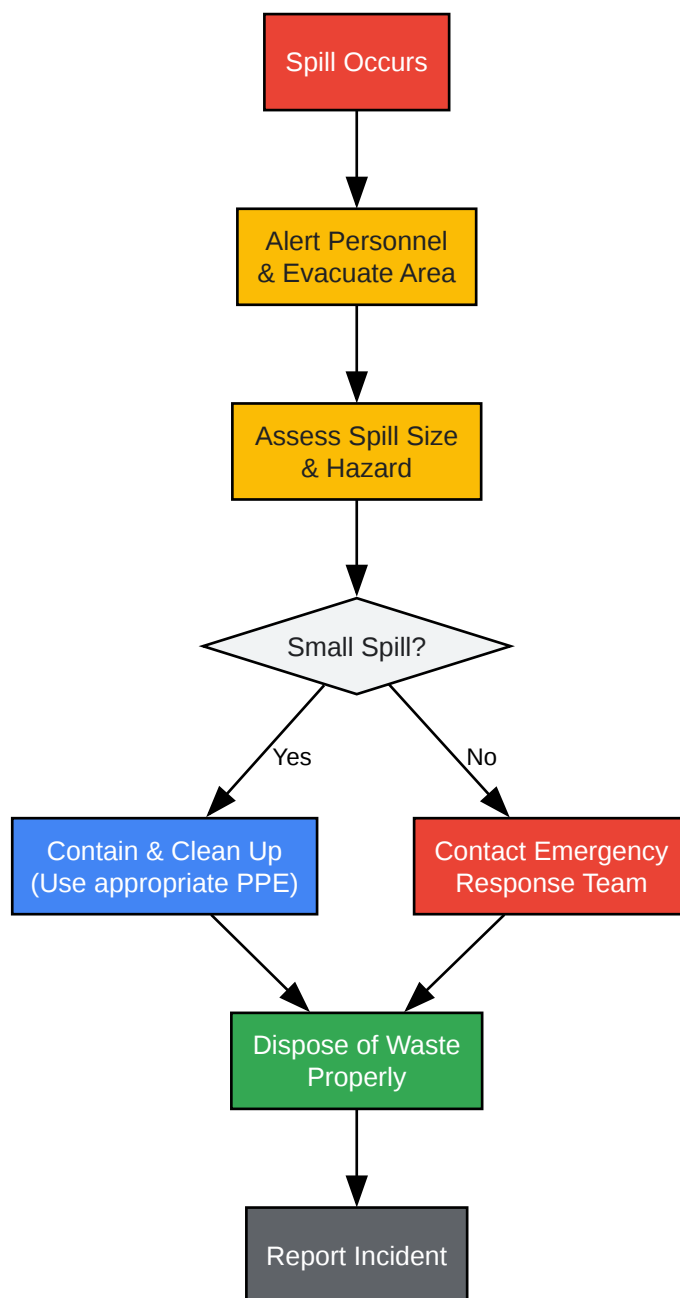 Spill Occurs
Alert Personnel
& Evacuate Area
Assess Spill Size
& Hazard
Small Spill?
Yes
No
Contain & Clean Up
(Use appropriate PPE)
Contact Emergency
Response Team
Dispose of Waste
Properly
Report Incident